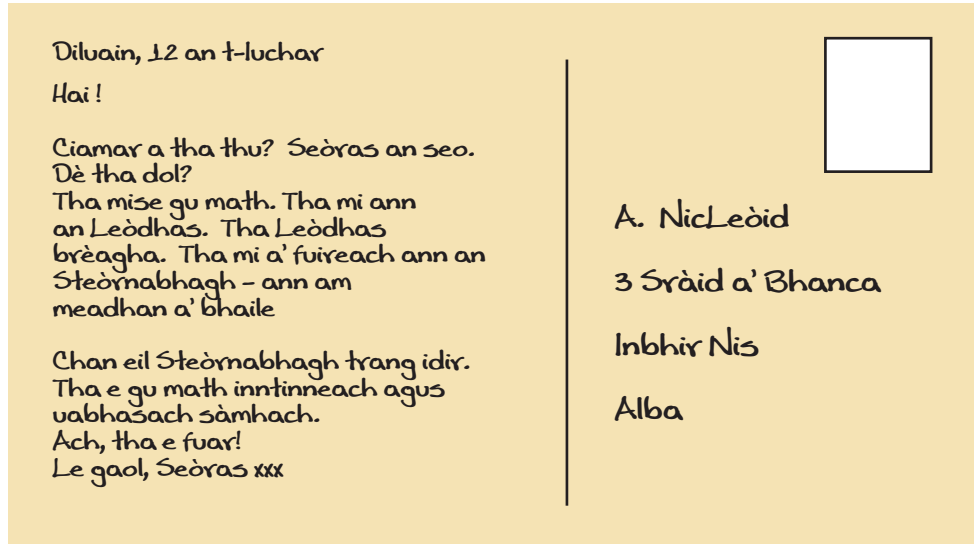 Diluain, 12 an t-Iuchar
Hai!
Ciamar a tha thu? Seòras an seo.
Dè tha dol?
Tha mise gu math. Tha mi ann
an Leòdhas. Tha Leòdhas
brèagha. Tha mi a' fuireach ann an
Steòrnabhagh – ann am
meadhan a' bhaile
Chan eil Steòrnabhagh trang idir.
Tha e gu math inntinneach agus
uabhasach sàmhach.
Ach, tha e fuar!
Le gaol, Seòras xxx
A. NicLeòid
3 Sràid a' Bhanca
Inbhir Nis
Alba